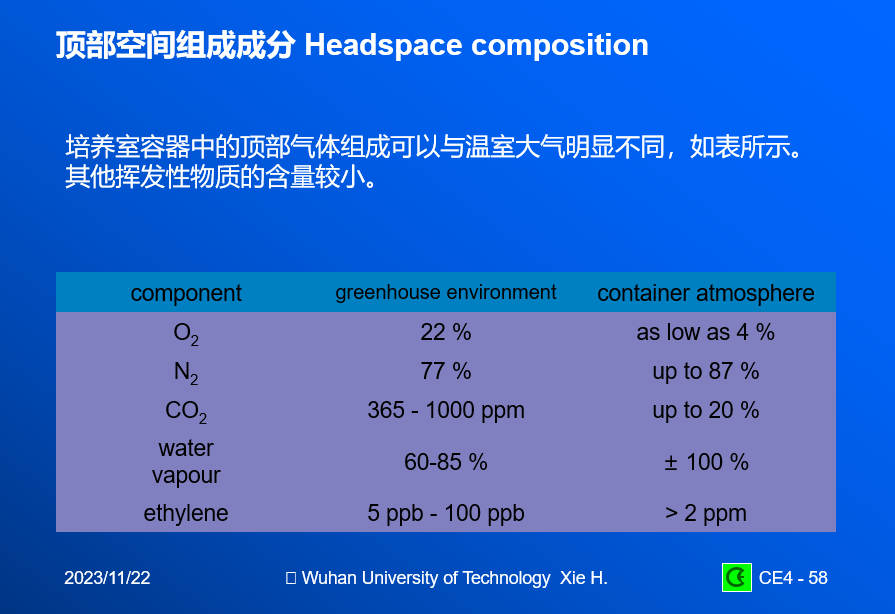 顶部空间组成成分 Headspace composition
培养室容器中的顶部气体组成可以与温室大气明显不同，如表所示。
其他挥发性物质的含量较小。
component greenhouse environment container atmosphere
O₂ 22 % as low as 4 %
N₂ 77 % up to 87 %
CO₂ 365 - 1000 ppm up to 20 %
water
vapour 60-85 % ± 100 %
ethylene 5 ppb - 100 ppb > 2 ppm
2023/11/22 Wuhan University of Technology Xie H. CE4 - 58